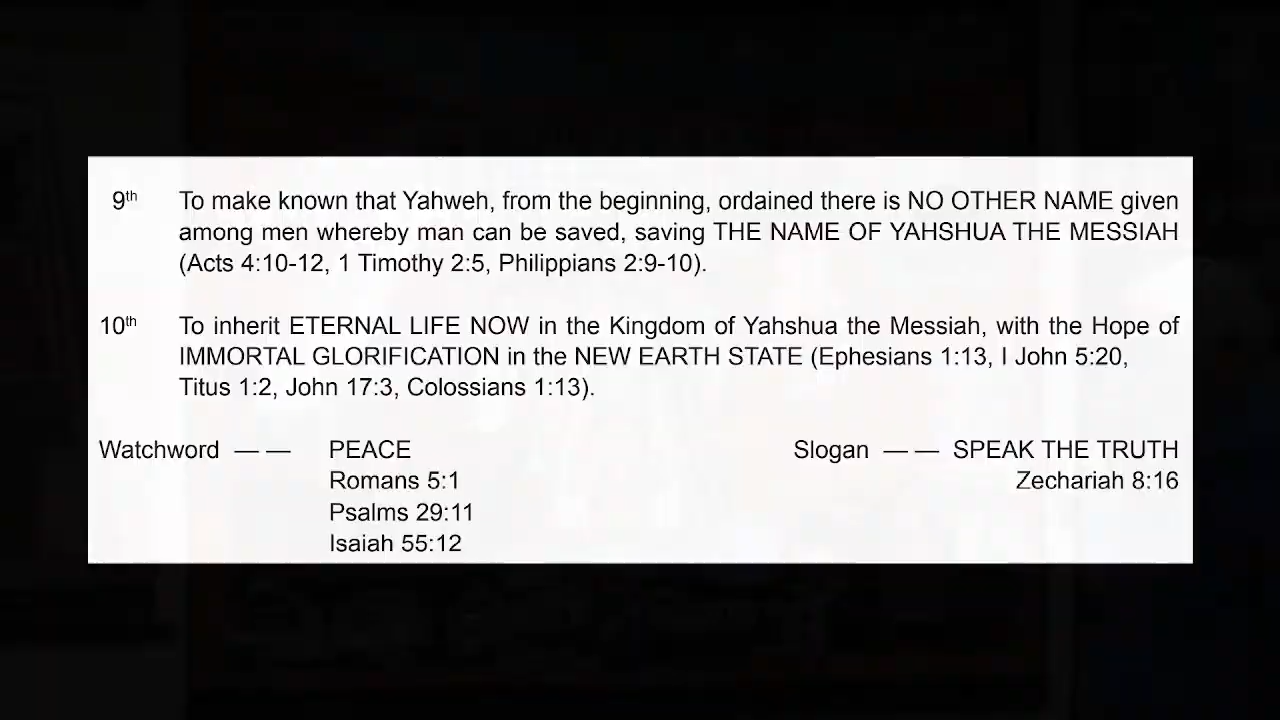 9th To make known that Yahweh, from the beginning, ordained there is NO OTHER NAME given
among men whereby man can be saved, saving THE NAME OF YAHSHUA THE MESSIAH
(Acts 4:10-12, 1 Timothy 2:5, Philippians 2:9-10).
10th To inherit ETERNAL LIFE NOW in the Kingdom of Yahshua the Messiah, with the Hope of
IMMORTAL GLORIFICATION in the NEW EARTH STATE (Ephesians 1:13, I John 5:20,
Titus 1:2, John 17:3, Colossians 1:13).
Watchword — — PEACE Slogan — — SPEAK THE TRUTH
Romans 5:1 Zechariah 8:16
Psalms 29:11
Isaiah 55:12